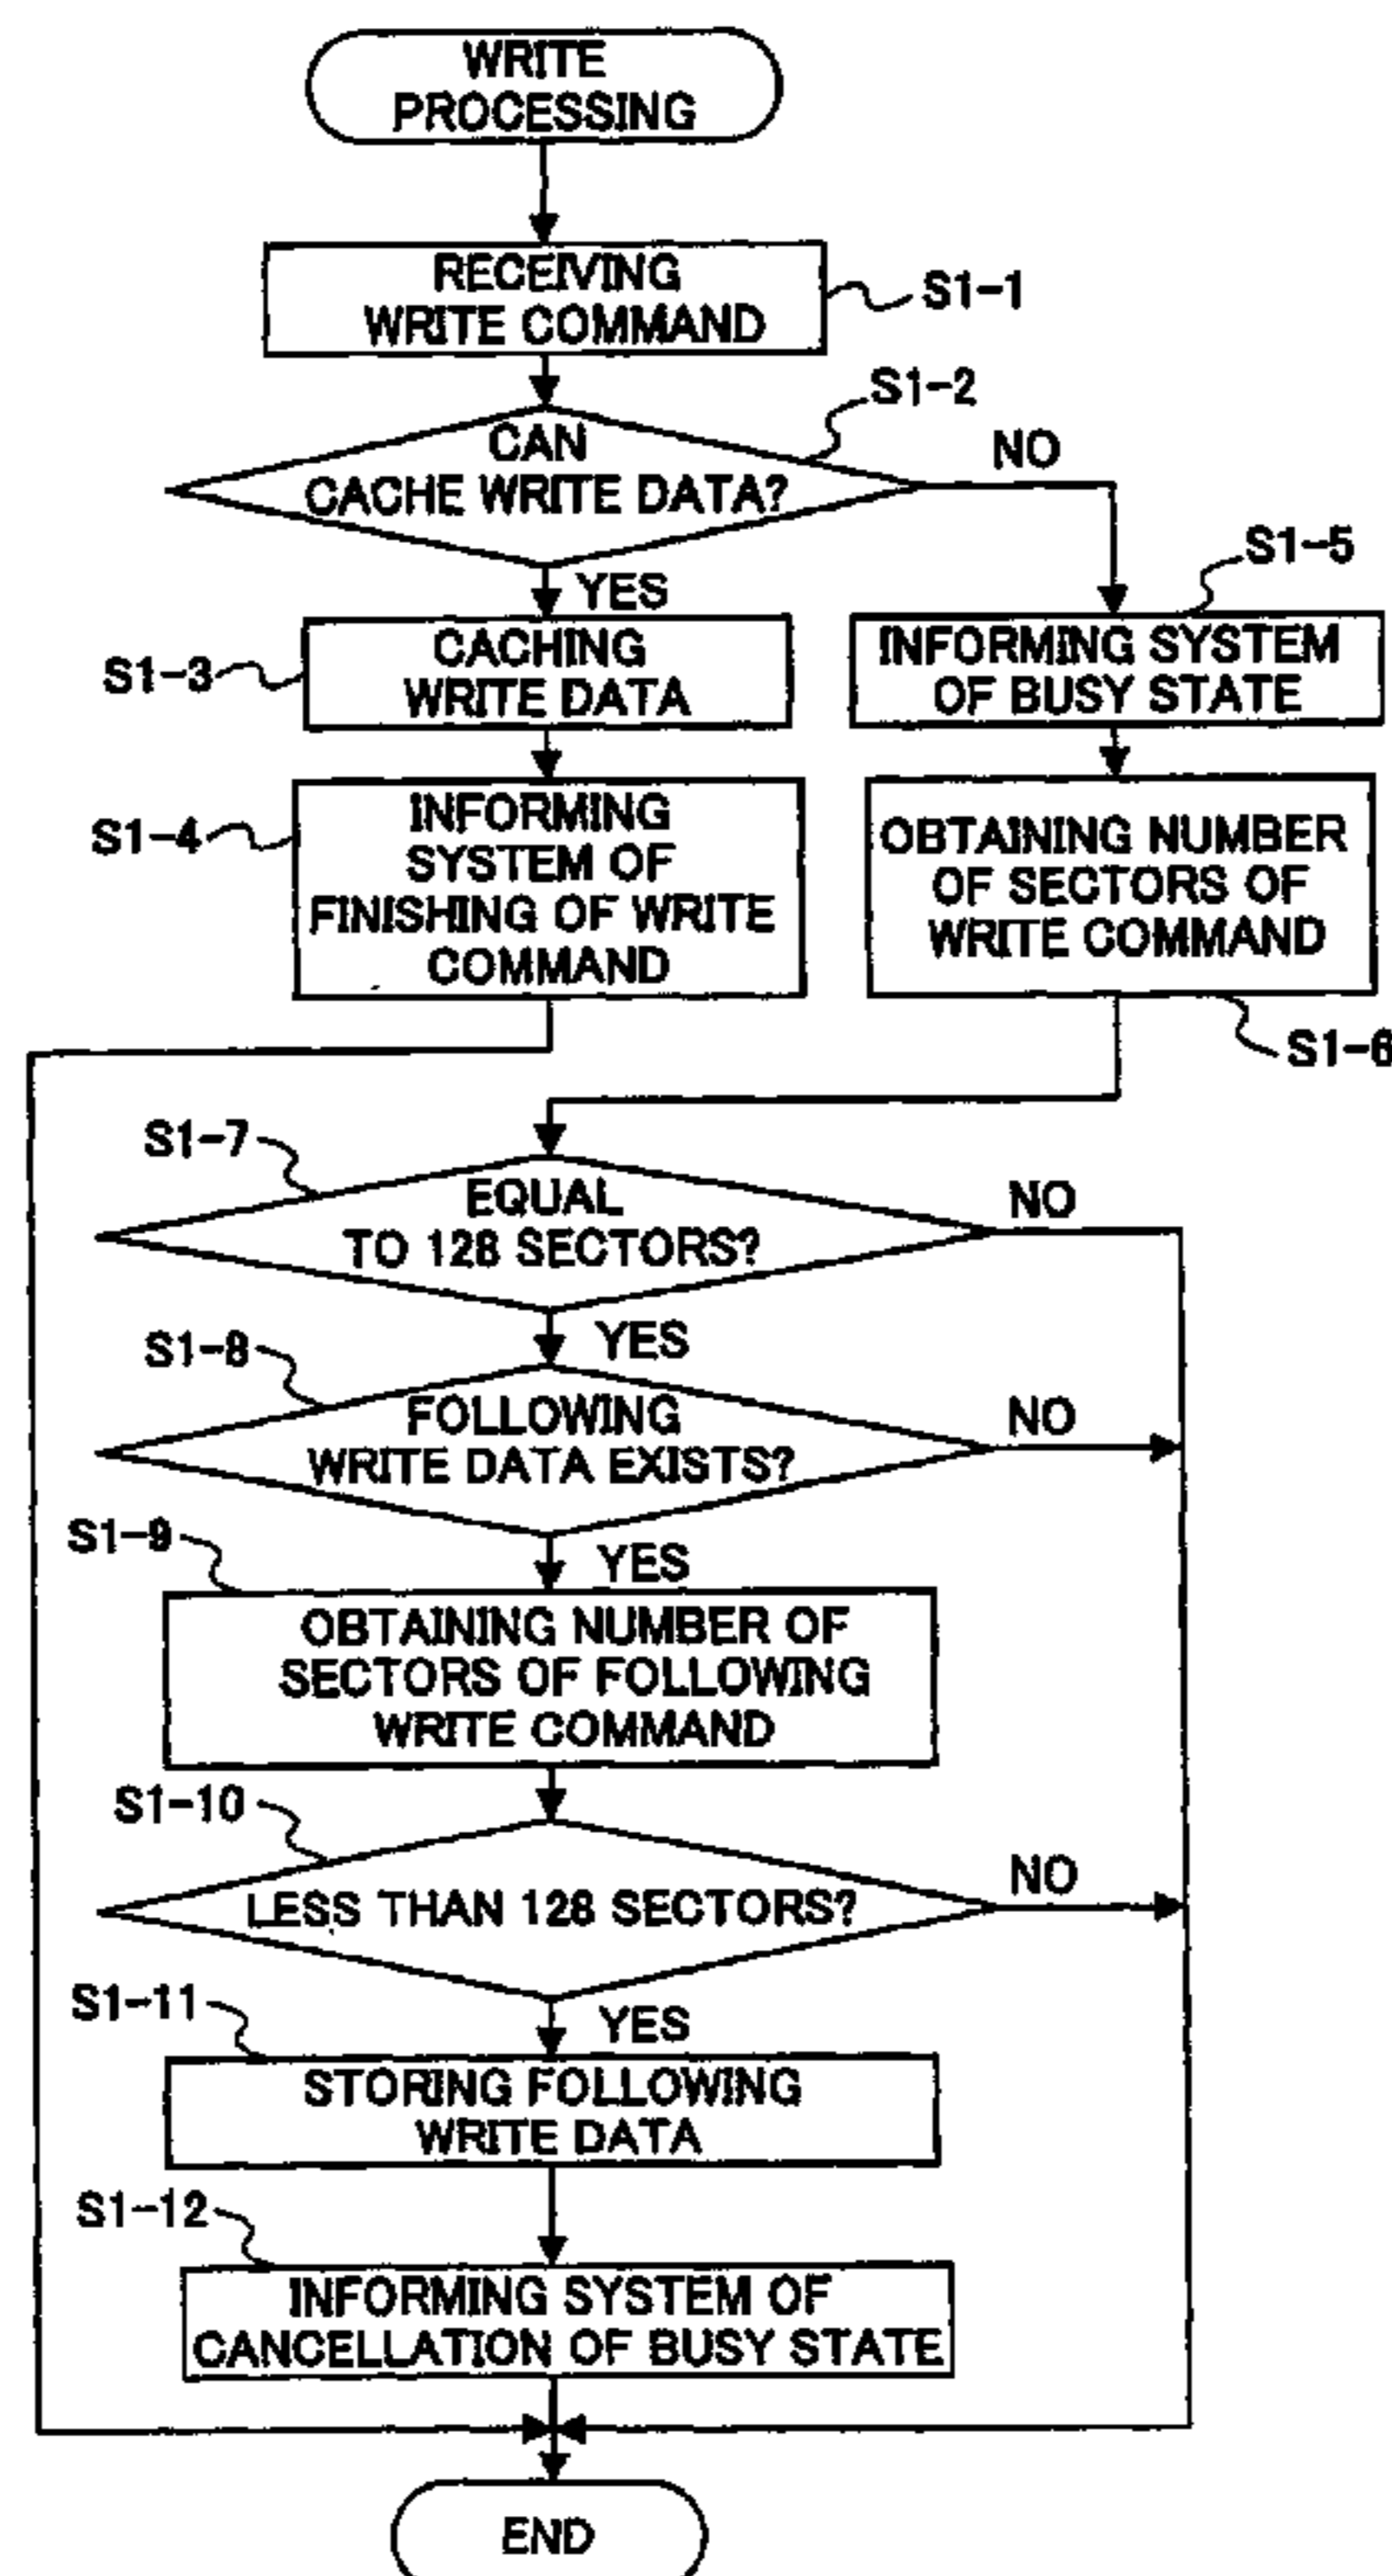 WRITE
PROCESSING
RECEIVING
WRITE COMMAND
S1-1
S1-2
CAN
CACHE WRITE DATA?
NO
YES
S1-3
CACHING
WRITE DATA
S1-5
INFORMING SYSTEM
OF BUSY STATE
S1-4
INFORMING
SYSTEM OF
FINISHING OF WRITE
COMMAND
OBTAINING NUMBER
OF SECTORS OF
WRITE COMMAND
S1-6
S1-7
EQUAL
TO 128 SECTORS?
NO
YES
S1-8
FOLLOWING
WRITE DATA EXISTS?
NO
YES
S1-9
OBTAINING NUMBER OF
SECTORS OF FOLLOWING
WRITE COMMAND
S1-10
LESS THAN 128 SECTORS?
NO
YES
S1-11
STORING FOLLOWING
WRITE DATA
S1-12
INFORMING SYSTEM OF
CANCELLATION OF BUSY STATE
END